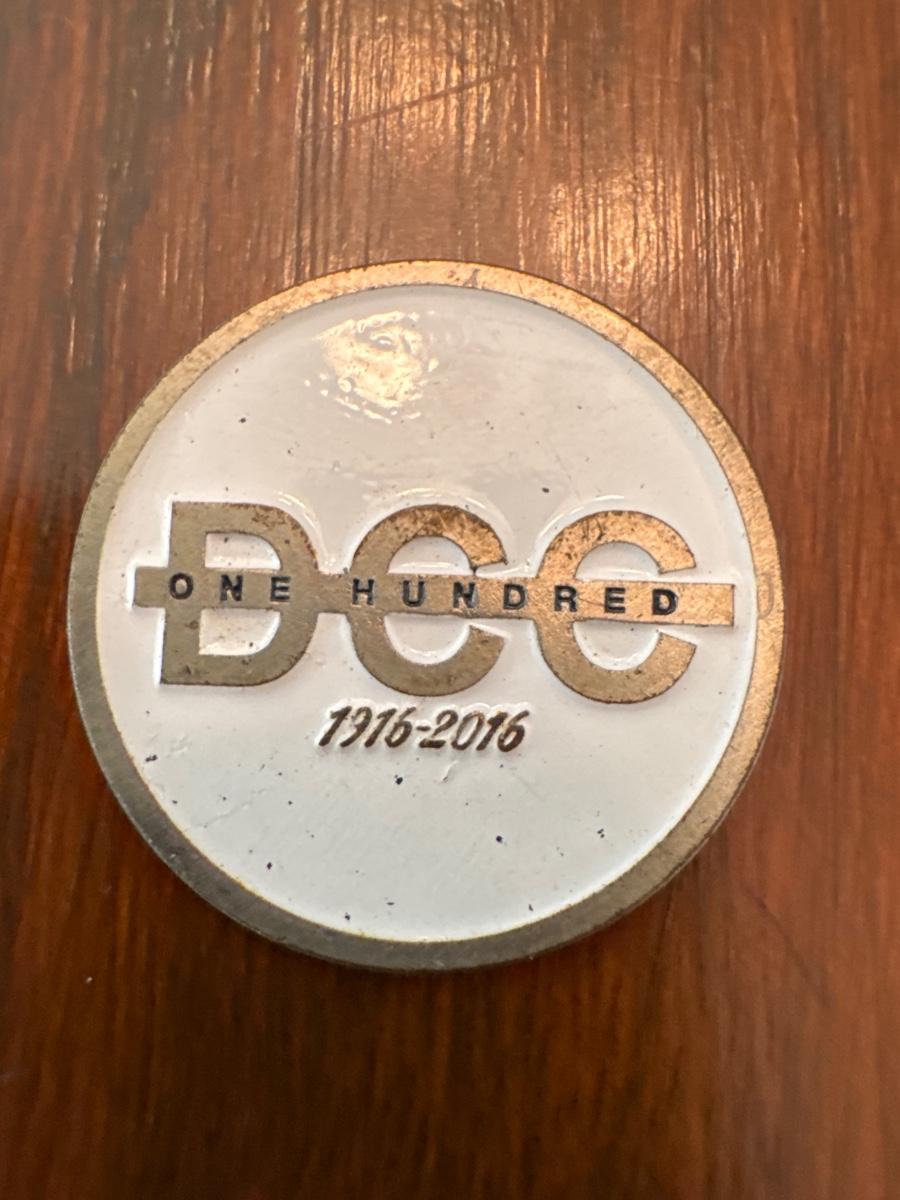 DCC
ONE HUNDRED
1916-2016